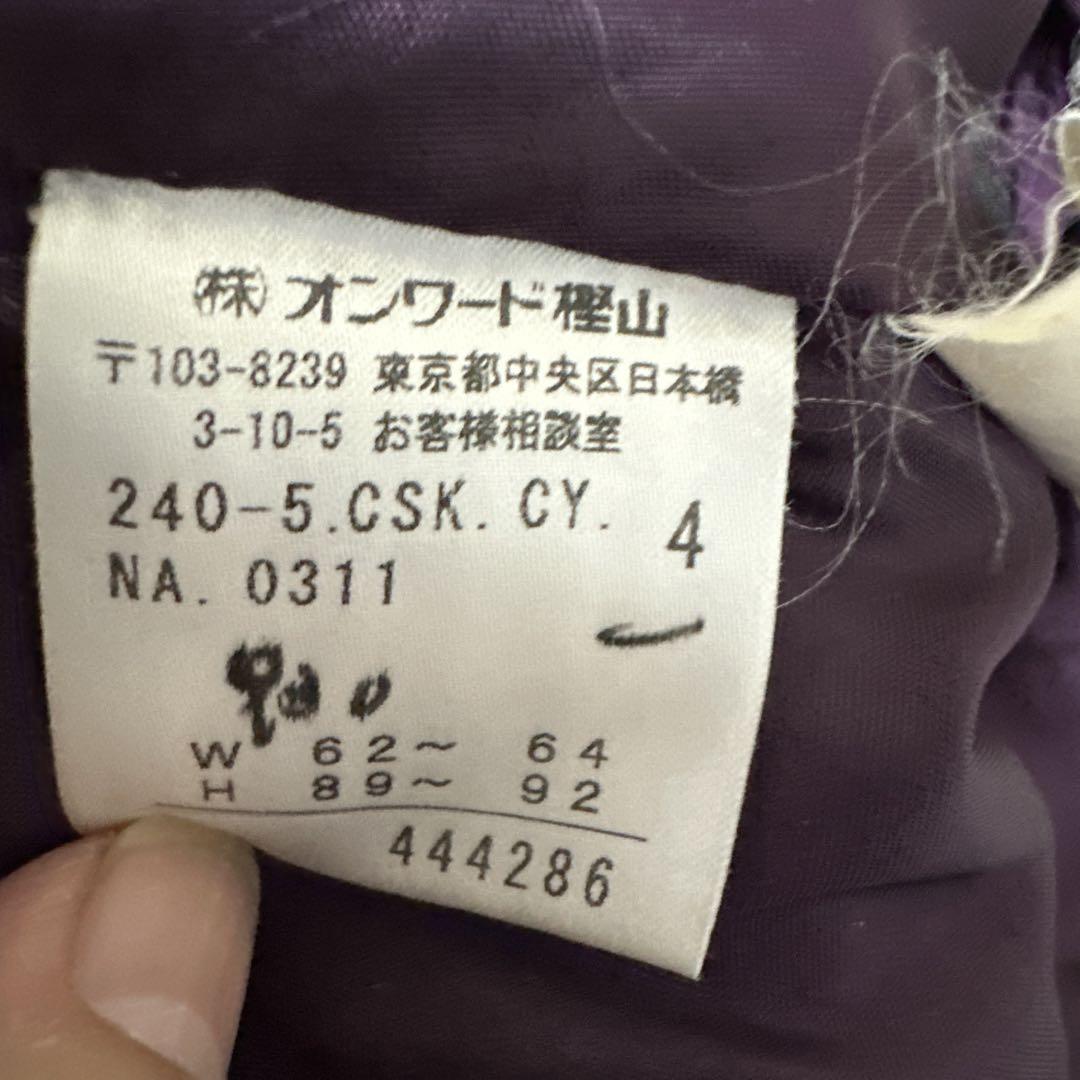 ㈱ オンワード樫山
〒103-8239 東京都中央区日本橋
3-10-5 お客様相談室
240-5.CSK. CY. 4
NA. 0311
W 62~ 64
H 89~ 92
444286